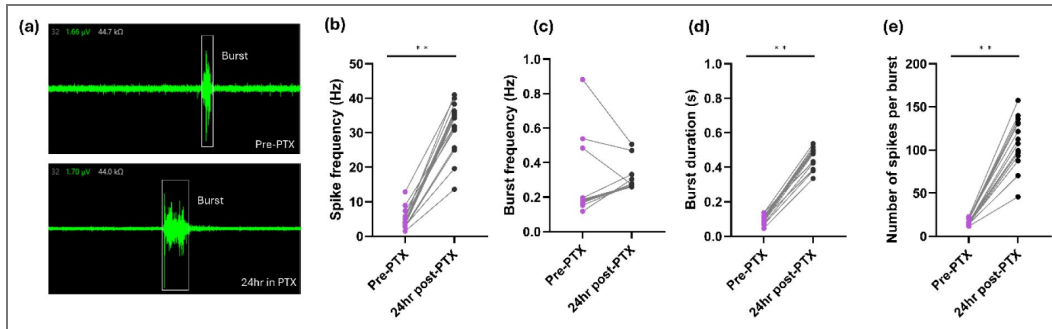 (a)
32 1.66 µV 44.7 kΩ
Burst
Pre-PTX
32 1.70 µV 44.0 kΩ
Burst
24hr in PTX
(b)
* *
Spike frequency (Hz)
50
40
30
20
10
0
Pre-PTX
24hr post-PTX
(c)
Burst frequency (Hz)
1.0
0.8
0.6
0.4
0.2
0.0
Pre-PTX
24hr post-PTX
(d)
* *
Burst duration (s)
1.0
0.8
0.6
0.4
0.2
0.0
Pre-PTX
24hr post-PTX
(e)
* *
Number of spikes per burst
200
150
100
50
0
Pre-PTX
24hr post-PTX